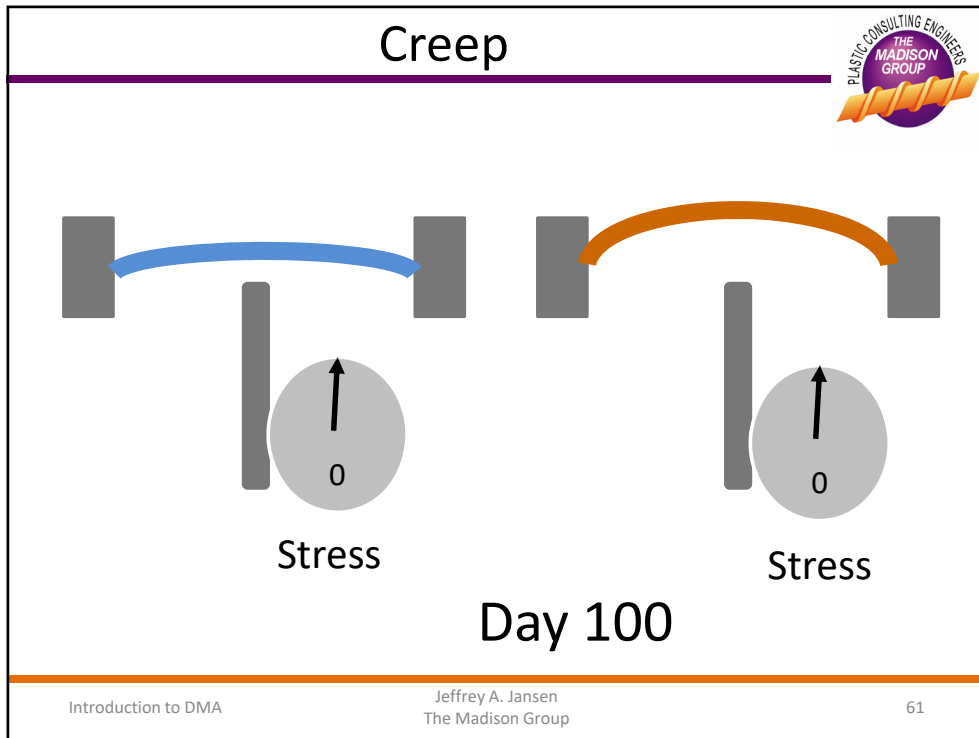 Creep
PLASTIC CONSULTING ENGINEERS
THE
MADISON
GROUP
0
0
Stress
Stress
Day 100
Introduction to DMA
Jeffrey A. Jansen
The Madison Group
61